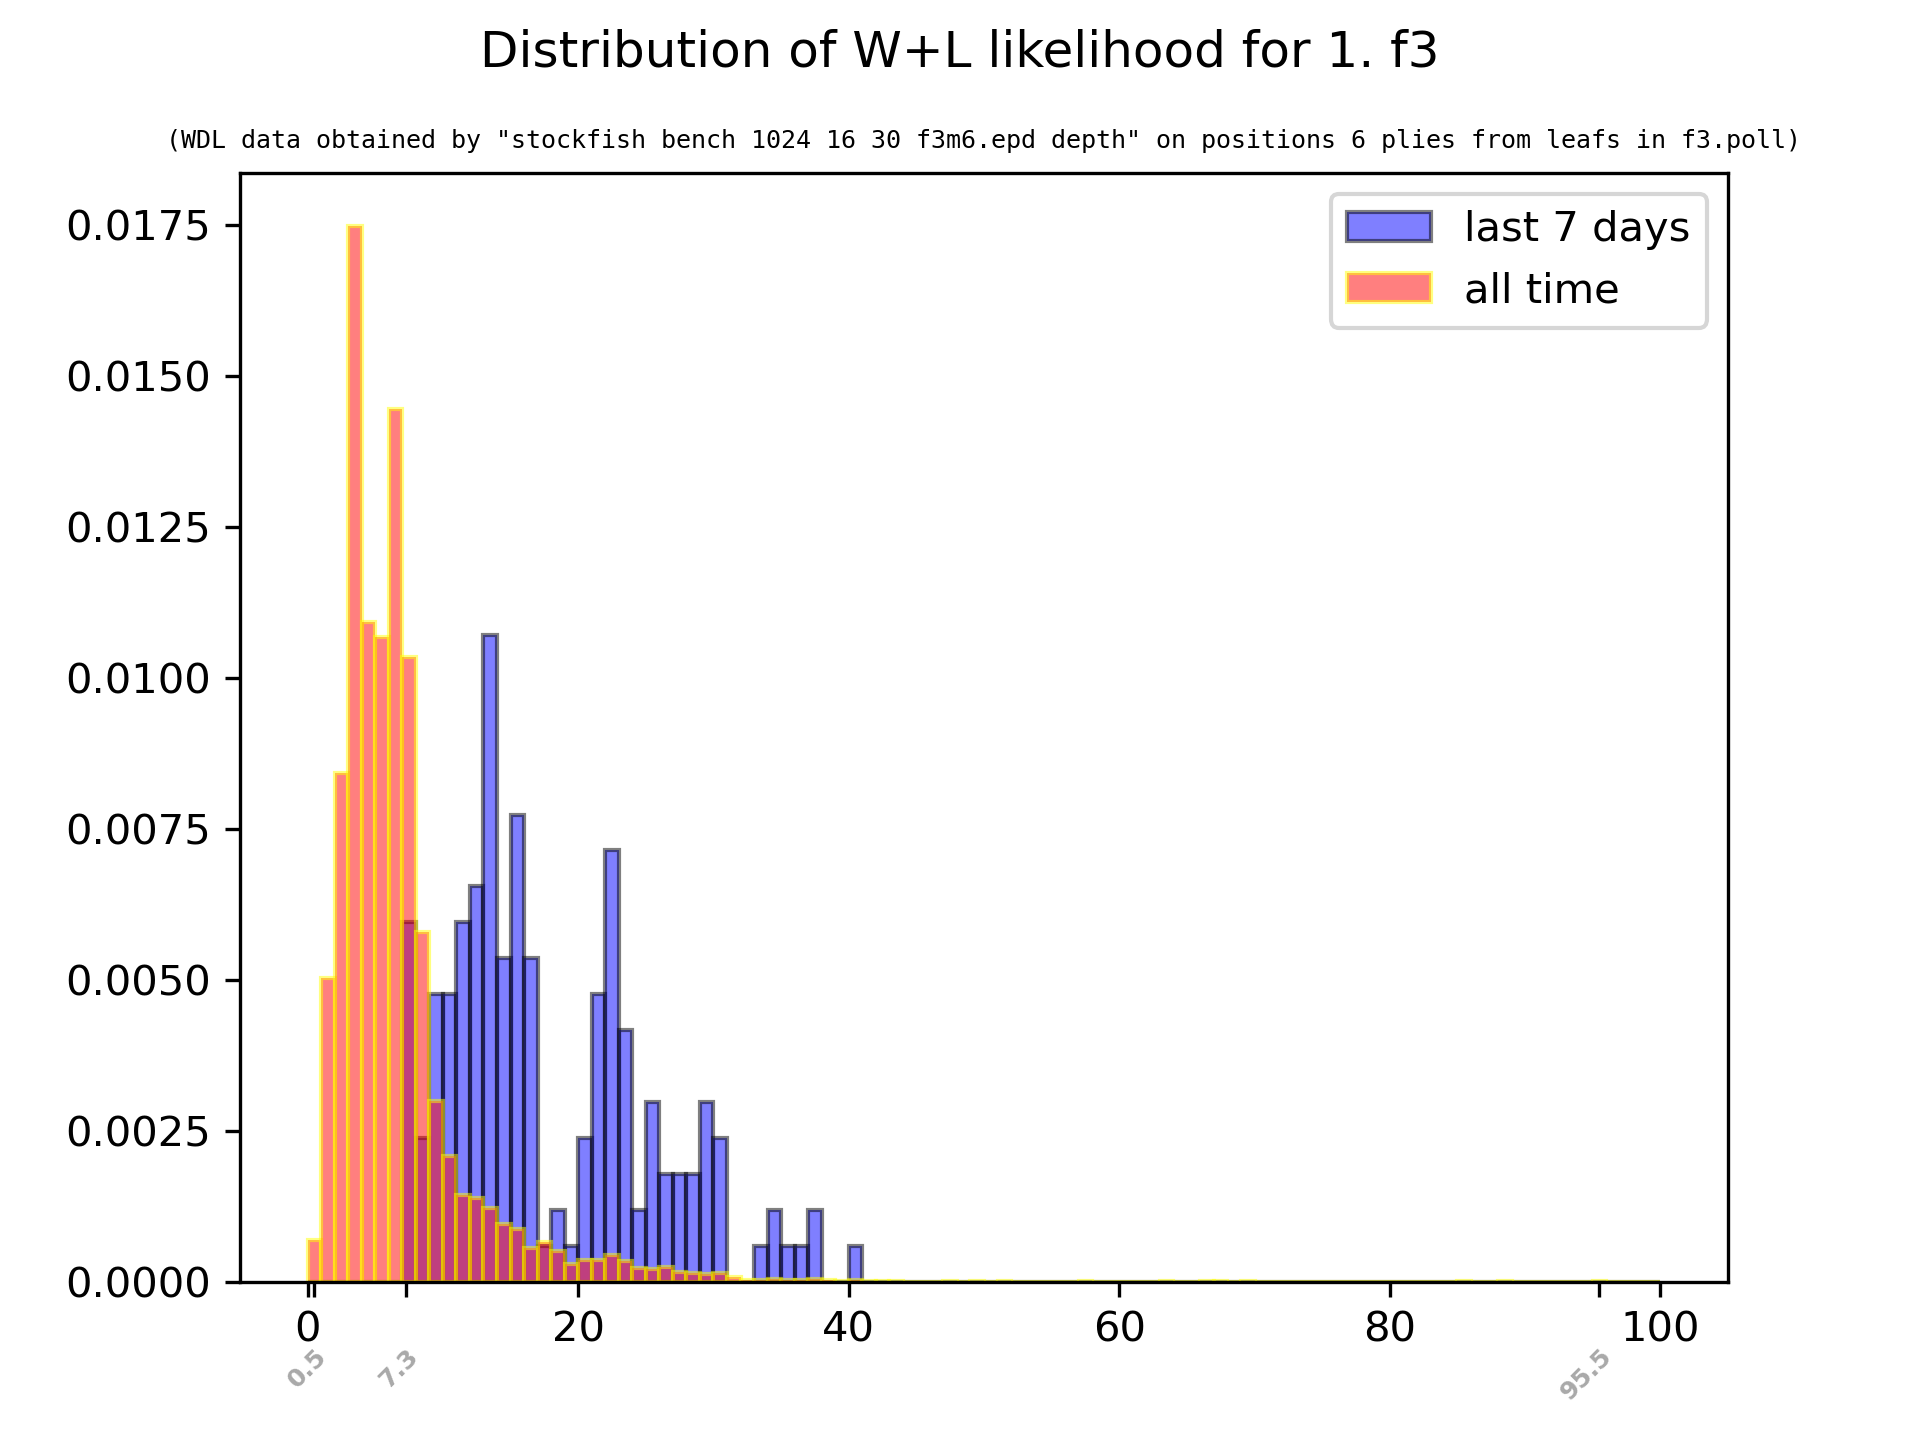 Distribution of W+L likelihood for 1. f3
(WDL data obtained by "stockfish bench 1024 16 30 f3m6.epd depth" on positions 6 plies from leafs in f3.poll)
last 7 days
all time
0.0175
0.0150
0.0125
0.0100
0.0075
0.0050
0.0025
0.0000
0 20 40 60 80 100
0.5 7.3 95.5